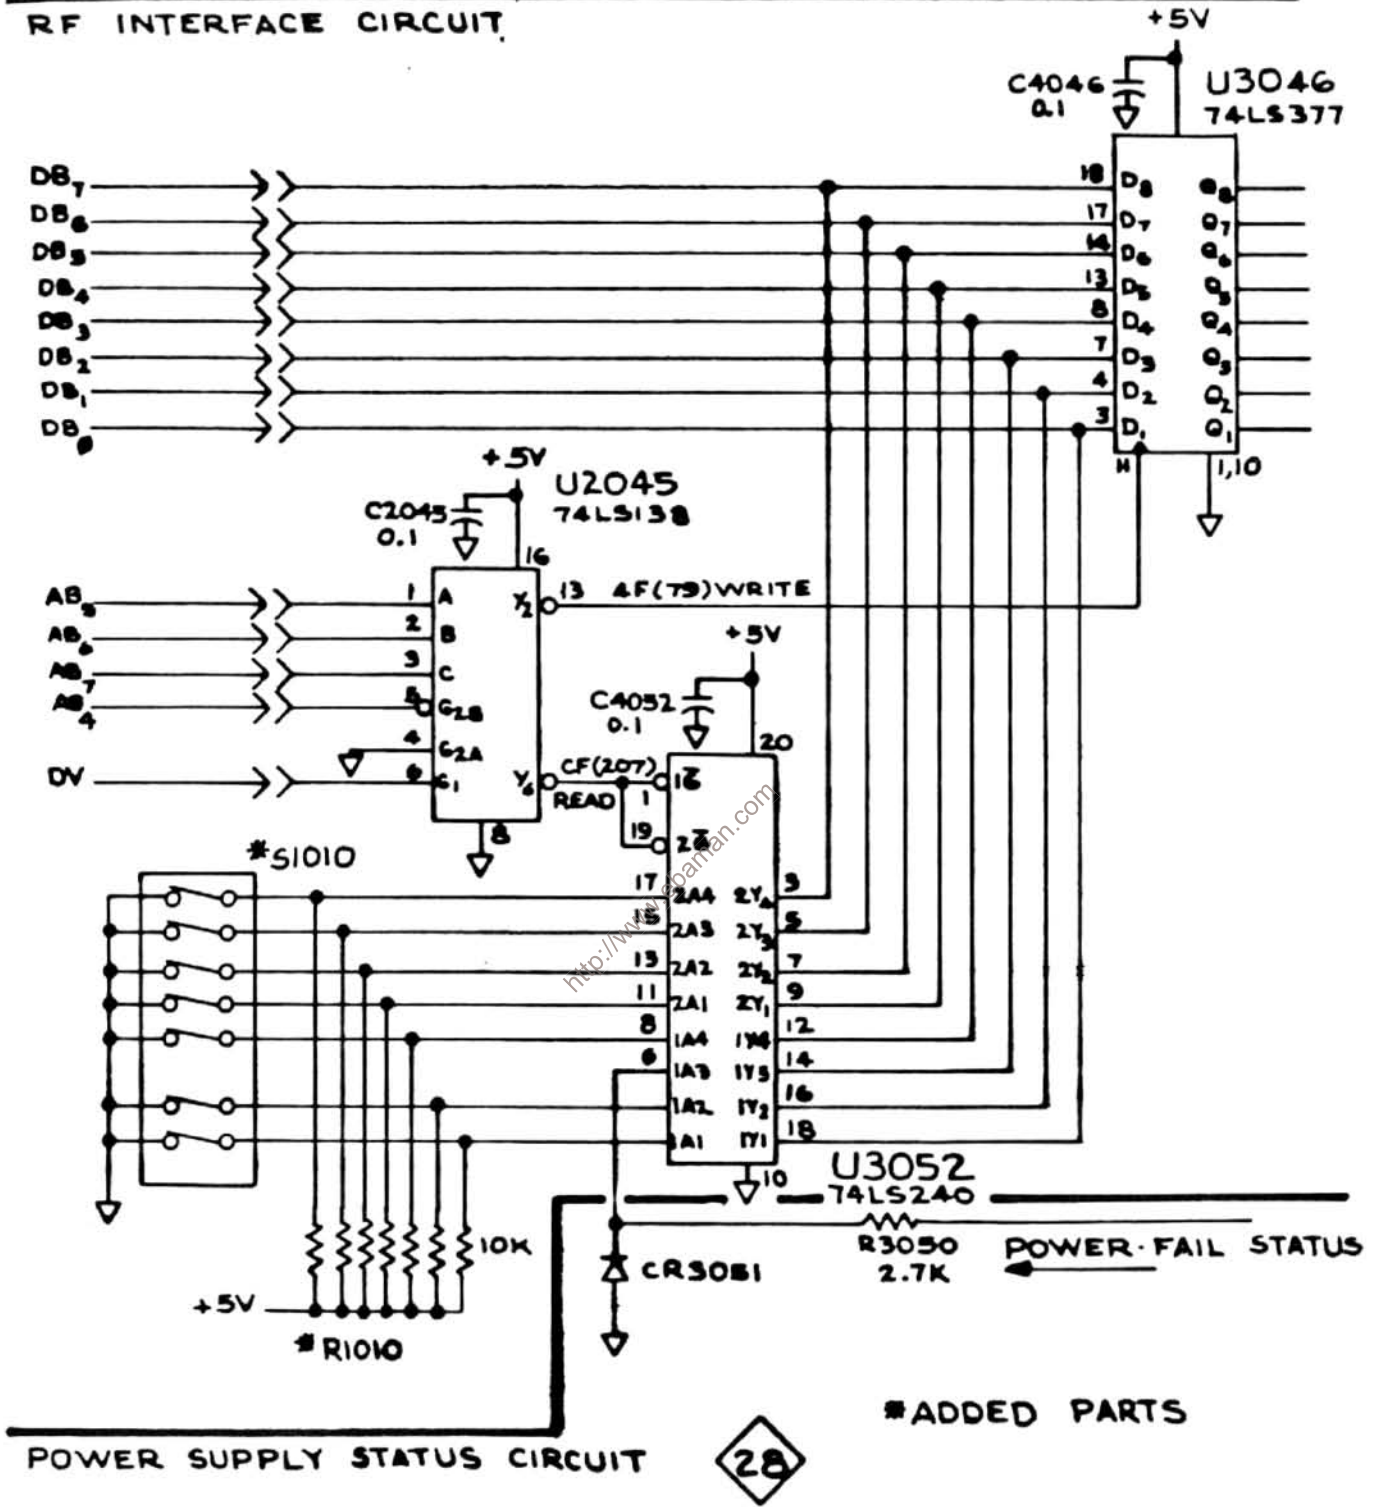 RF INTERFACE CIRCUIT
+5V
C4046
0.1
U3046
74LS377
DB7
18 D8 Q8
DB6
17 D7 Q7
DB5
14 D6 Q6
DB4
13 D5 Q5
DB3
8 D4 Q4
DB2
7 D3 Q3
DB1
4 D2 Q2
DB0
3 D1 Q1
11
1,10
+5V
U2045
74LS138
C2045
0.1
16
AB5
1 A
Y2 13 4F(79)WRITE
AB6
2 B
AB7
3 C
AB4
5 G2B
4 G2A
DV
6 G1
Y6
8
CF(207)
READ
+5V
C4052
0.1
20
1 1G
19 2G
*S1010
17 2A4 2Y4 3
15 2A3 2Y3 5
13 2A2 2Y2 7
11 2A1 2Y1 9
8 1A4 1Y4 12
6 1A3 1Y3 14
1A2 1Y2 16
1A1 1Y1 18
10
U3052
74LS240
http://www.sbaman.com
10K
+5V
*R1010
CR3051
R3050
2.7K
POWER-FAIL STATUS
*ADDED PARTS
POWER SUPPLY STATUS CIRCUIT
28